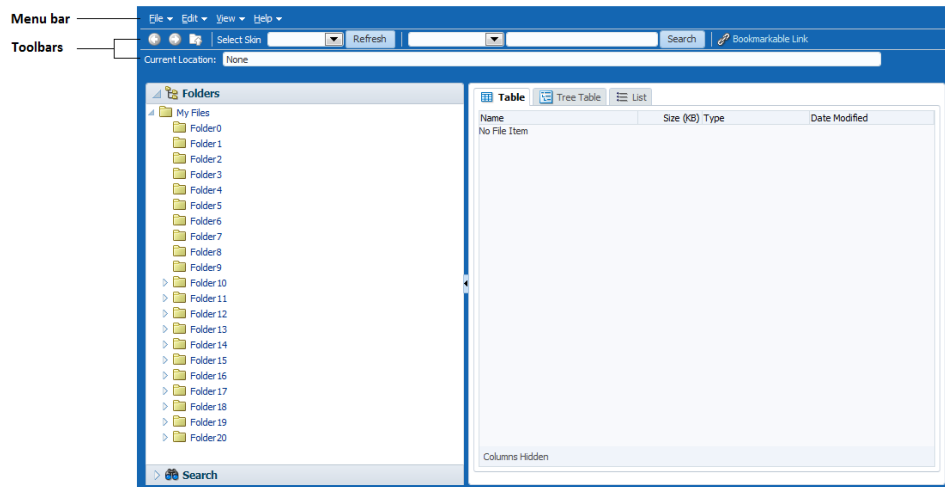 Menu bar
File Edit View Help
Toolbars
Select Skin Refresh Search Bookmarkable Link
Current Location: None
Folders
My Files
Folder0
Folder1
Folder2
Folder3
Folder4
Folder5
Folder6
Folder7
Folder8
Folder9
Folder10
Folder11
Folder12
Folder13
Folder14
Folder15
Folder16
Folder17
Folder18
Folder19
Folder20
Search
Table Tree Table List
Name Size (KB) Type Date Modified
No File Item
Columns Hidden